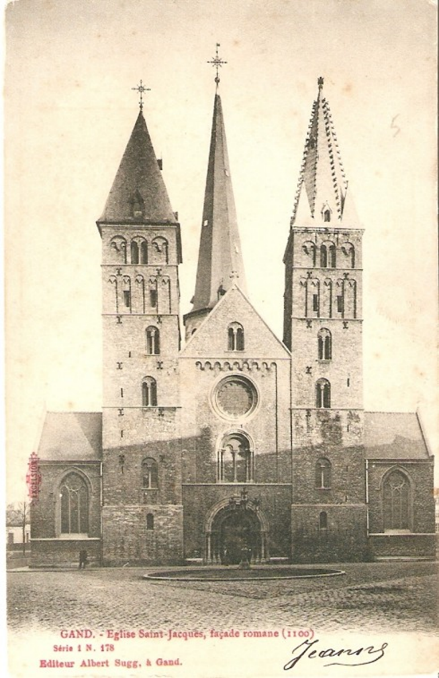 GAND. - Eglise Saint-Jacques, façade romane (1100)
Série 1 N. 178
Editeur Albert Sugg, à Gand.
Jeanne